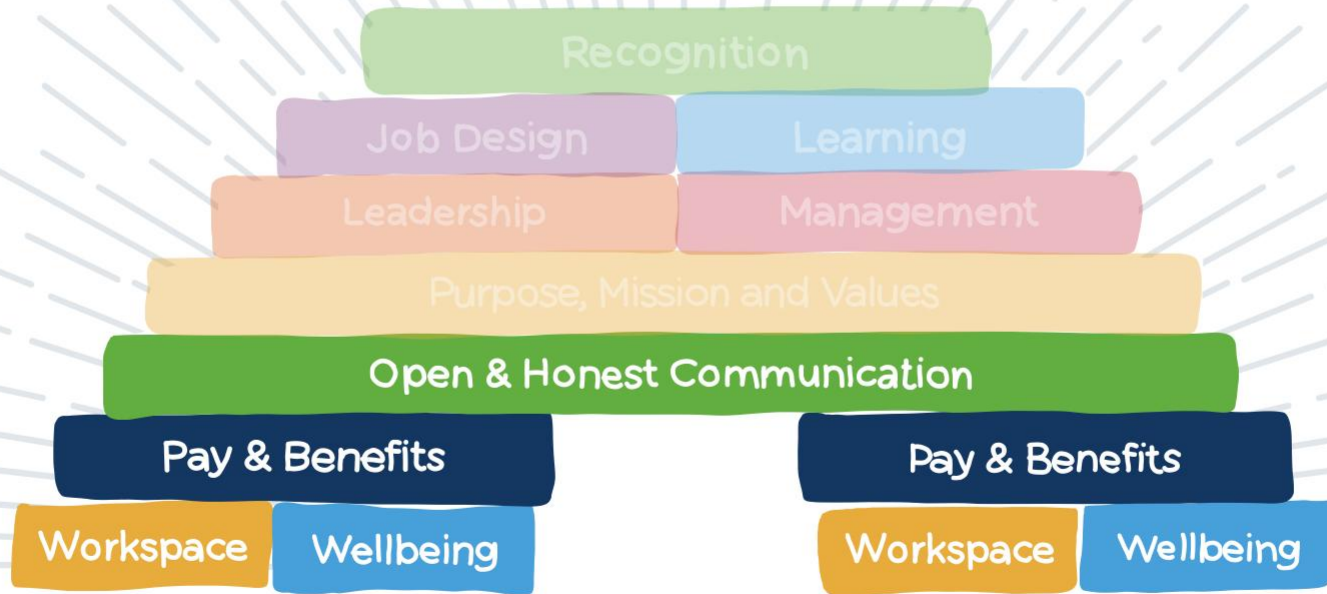 Recognition
Job Design Learning
Leadership Management
Purpose, Mission and Values
Open & Honest Communication
Pay & Benefits Pay & Benefits
Workspace Wellbeing Workspace Wellbeing